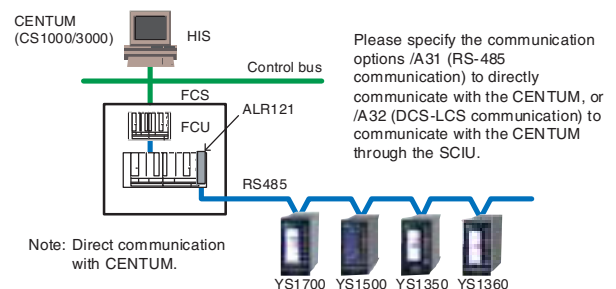 CENTUM
(CS1000/3000)
HIS
Control bus
FCS
ALR121
FCU
RS485
Please specify the communication
options /A31 (RS-485
communication) to directly
communicate with the CENTUM, or
/A32 (DCS-LCS communication) to
communicate with the CENTUM
through the SCIU.
Note: Direct communication
with CENTUM.
YS1700 YS1500 YS1350 YS1360